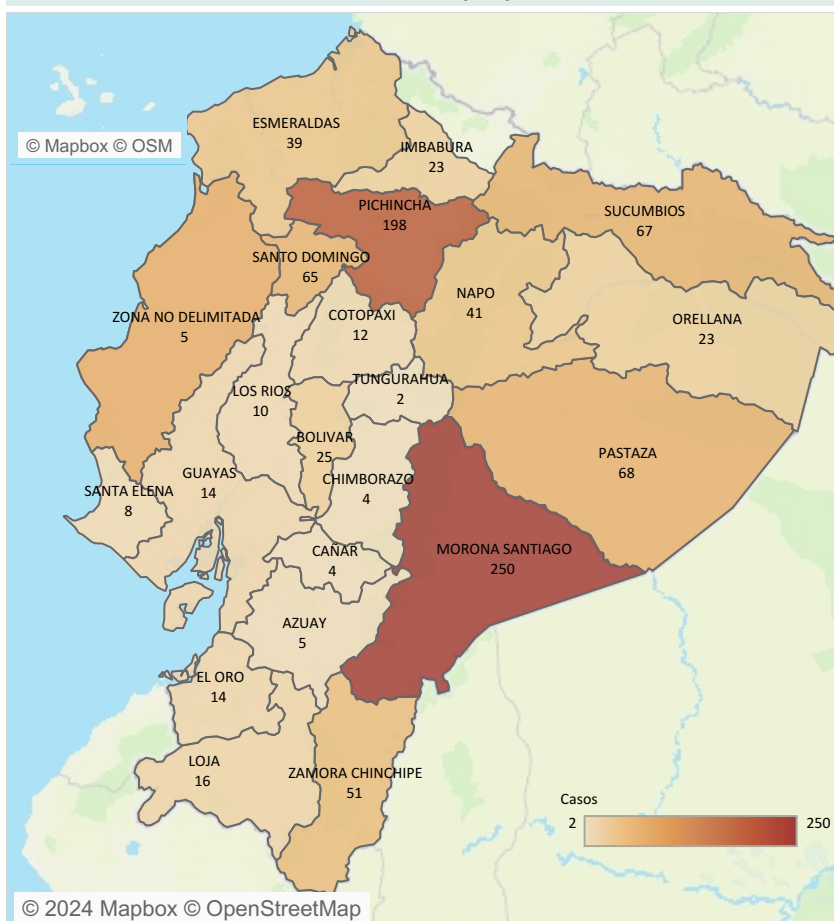 ESMERALDAS
39
© Mapbox © OSM
IMBABURA
23
PICHINCHA
198
SUCUMBIOS
67
SANTO DOMINGO
65
NAPO
41
ZONA NO DELIMITADA
5
COTOPAXI
12
ORELLANA
23
TUNGURAHUA
2
LOS RIOS
10
BOLIVAR
25
PASTAZA
68
GUAYAS
14
CHIMBORAZO
4
SANTA ELENA
8
CAÑAR
4
MORONA SANTIAGO
250
AZUAY
5
EL ORO
14
LOJA
16
ZAMORA CHINCHIPE
51
Casos
2 250
© 2024 Mapbox © OpenStreetMap